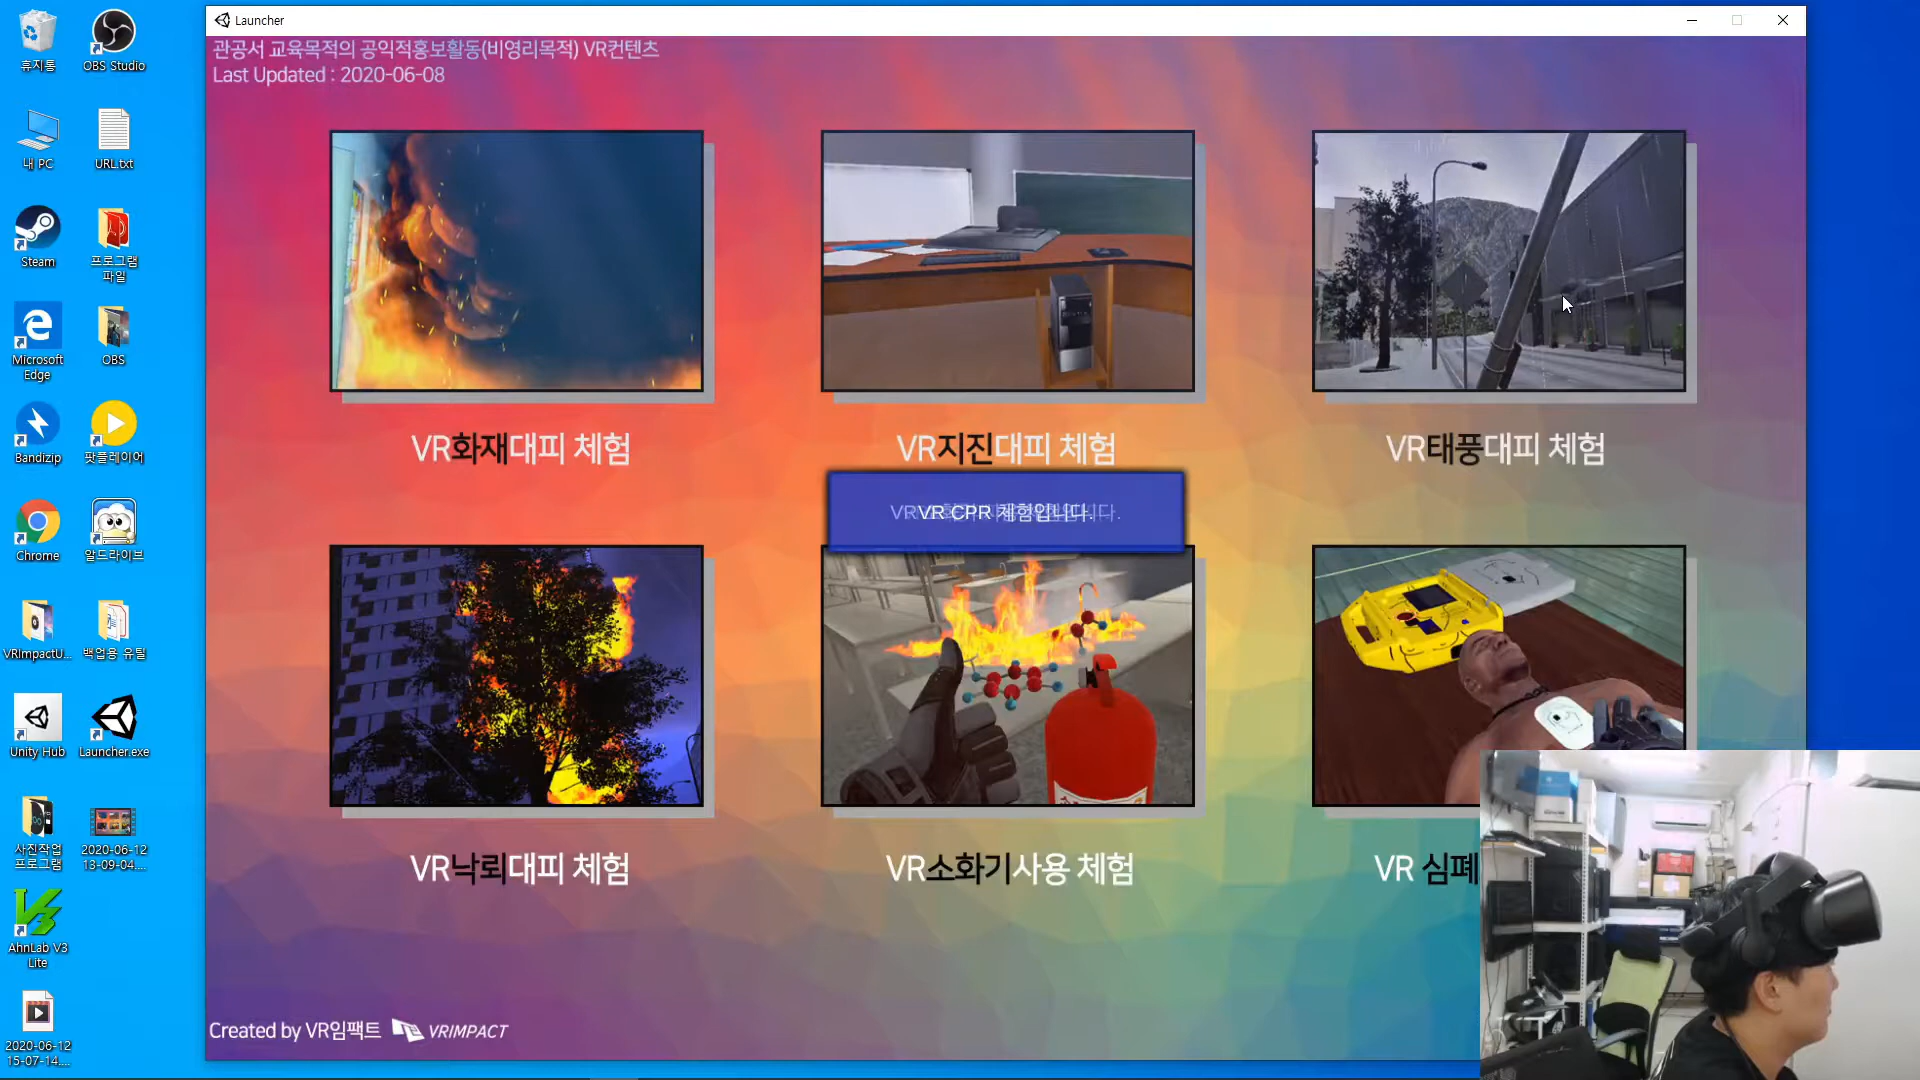 Launcher
관공서 교육목적의 공익적홍보활동(비영리목적) VR컨텐츠
Last Updated : 2020-06-08
휴지통
OBS Studio
내 PC
URL.txt
Steam
프로그램
파일
Microsoft
Edge
OBS
Bandizip
팟플레이어
Chrome
알드라이브
VRImpactU...
백업용 유틸
Unity Hub
Launcher.exe
사진작업
프로그램
2020-06-12
13-09-04....
AhnLab V3
Lite
2020-06-12
15-07-14....
VR화재대피 체험
VR지진대피 체험
VR태풍대피 체험
VR CPR 체험입니다.
VR낙뢰대피 체험
VR소화기사용 체험
VR 심폐
Created by VR임팩트
VRIMPACT